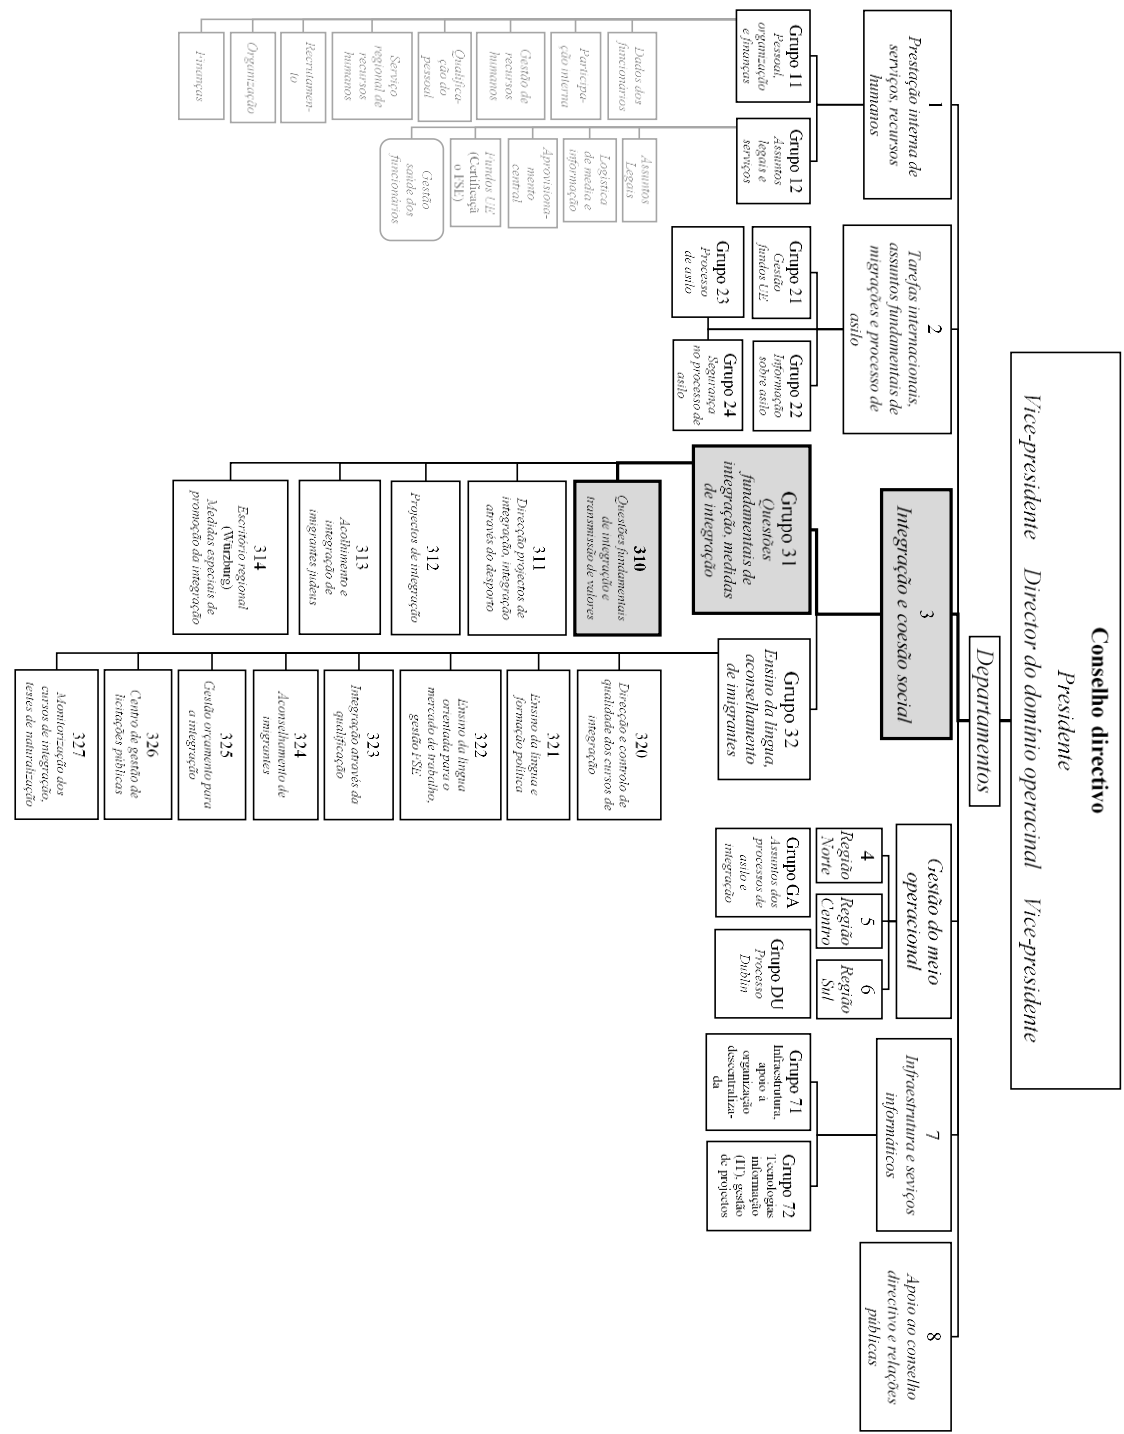 Conselho directivo
Presidente
Vice-presidente Director do domínio operacinal Vice-presidente
Departamentos
1
Prestação interna de
serviços, recursos
humanos
2
Tarefas internacionais,
assuntos fundamentais de
migrações e processo de
asilo
3
Integração e coesão social
Gestão do meio
operacional
7
Infraestrutura e seviços
informáticos
8
Apoio ao conselho
directivo e relações
públicas
Grupo 11
Pessoal,
organização
e finanças
Grupo 12
Assuntos
legais e
serviços
Grupo 21
Gestão
fundos UE
Grupo 22
Informação
sobre asilo
Grupo 23
Processo
de asilo
Grupo 24
Segurança
no processo de
asilo
Grupo 31
Questões
fundamentais de
integração, medidas
de integração
Grupo 32
Ensino da língua,
aconselhamento
de imigrantes
4
Região
Norte
5
Região
Centro
6
Região
Sul
Grupo GA
Assuntos dos
processos de
asilo e
integração
Grupo DU
Processo
Dublin
Grupo 71
Infraestrutura,
apoio à
organização
descentraliza-
da
Grupo 72
Tecnologias
informação
(IT), gestão
de projectos
Dados dos
funcionários
Participa-
ção interna
Gestão de
recursos
humanos
Qualifica-
ção do
pessoal
Serviço
regional de
recursos
humanos
Recrutamen-
to
Organização
Finanças
Assuntos
Legais
Logística
de media e
informação
Aprovisiona-
mento
central
Fundos UE
(Certificaçã
o FSE)
Gestão
saúde dos
funcionários
310
Questões fundamentais
de integração e
transmissão de valores
311
Direcção projectos de
integração, integração
através do desporto
312
Projectos de integração
313
Acolhimento e
integração de
imigrantes judeus
314
Escritório regional
(Würzburg)
Medidas especiais de
promoção da integração
320
Direcção e controlo de
qualidade dos cursos de
integração
321
Ensino da língua e
formação política
322
Ensino da língua
orientada para o
mercado de trabalho,
gestão FSE
323
Integração através da
qualificação
324
Aconselhamento de
imigrantes
325
Gestão orçamento para
a integração
326
Centro de gestão de
licitações públicas
327
Monitorização dos
cursos de integração,
testes de naturalização